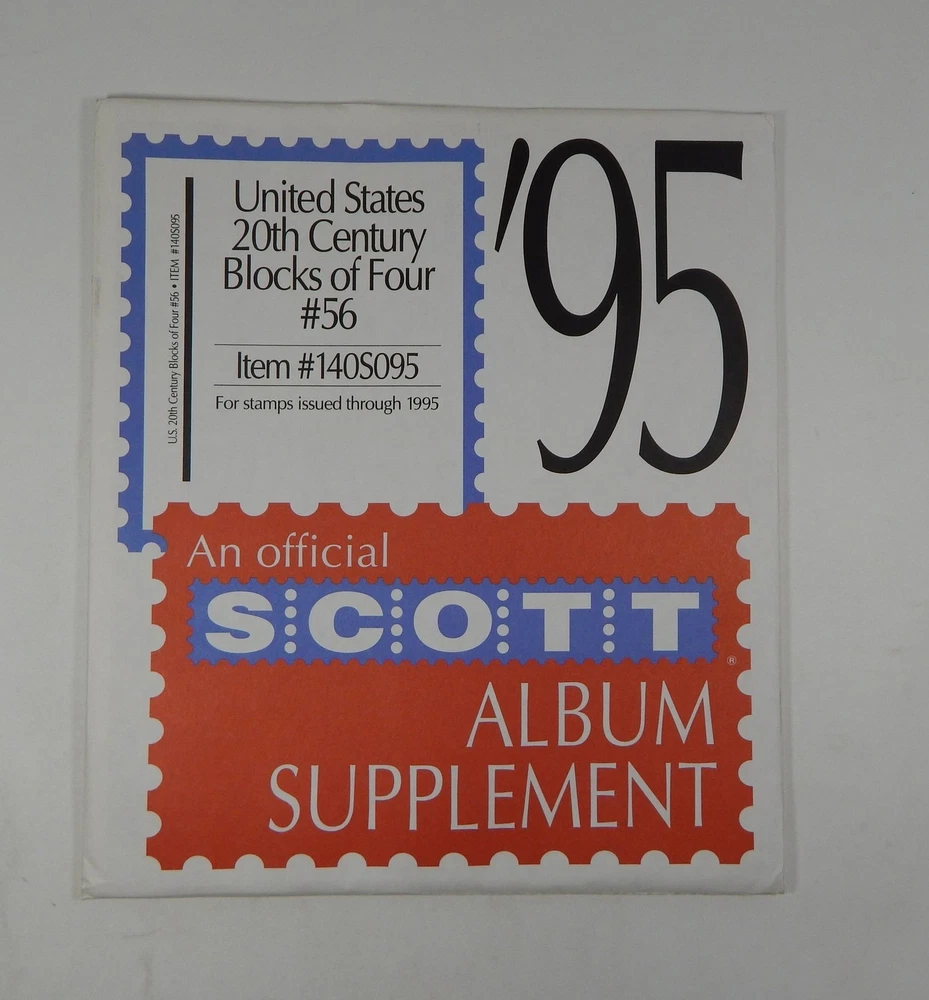 United States
20th Century
Blocks of Four
#56
Item #140S095
For stamps issued through 1995
U.S. 20th Century Blocks of Four #56 • ITEM #140S095
'95
An official
SCOTT
®
ALBUM
SUPPLEMENT